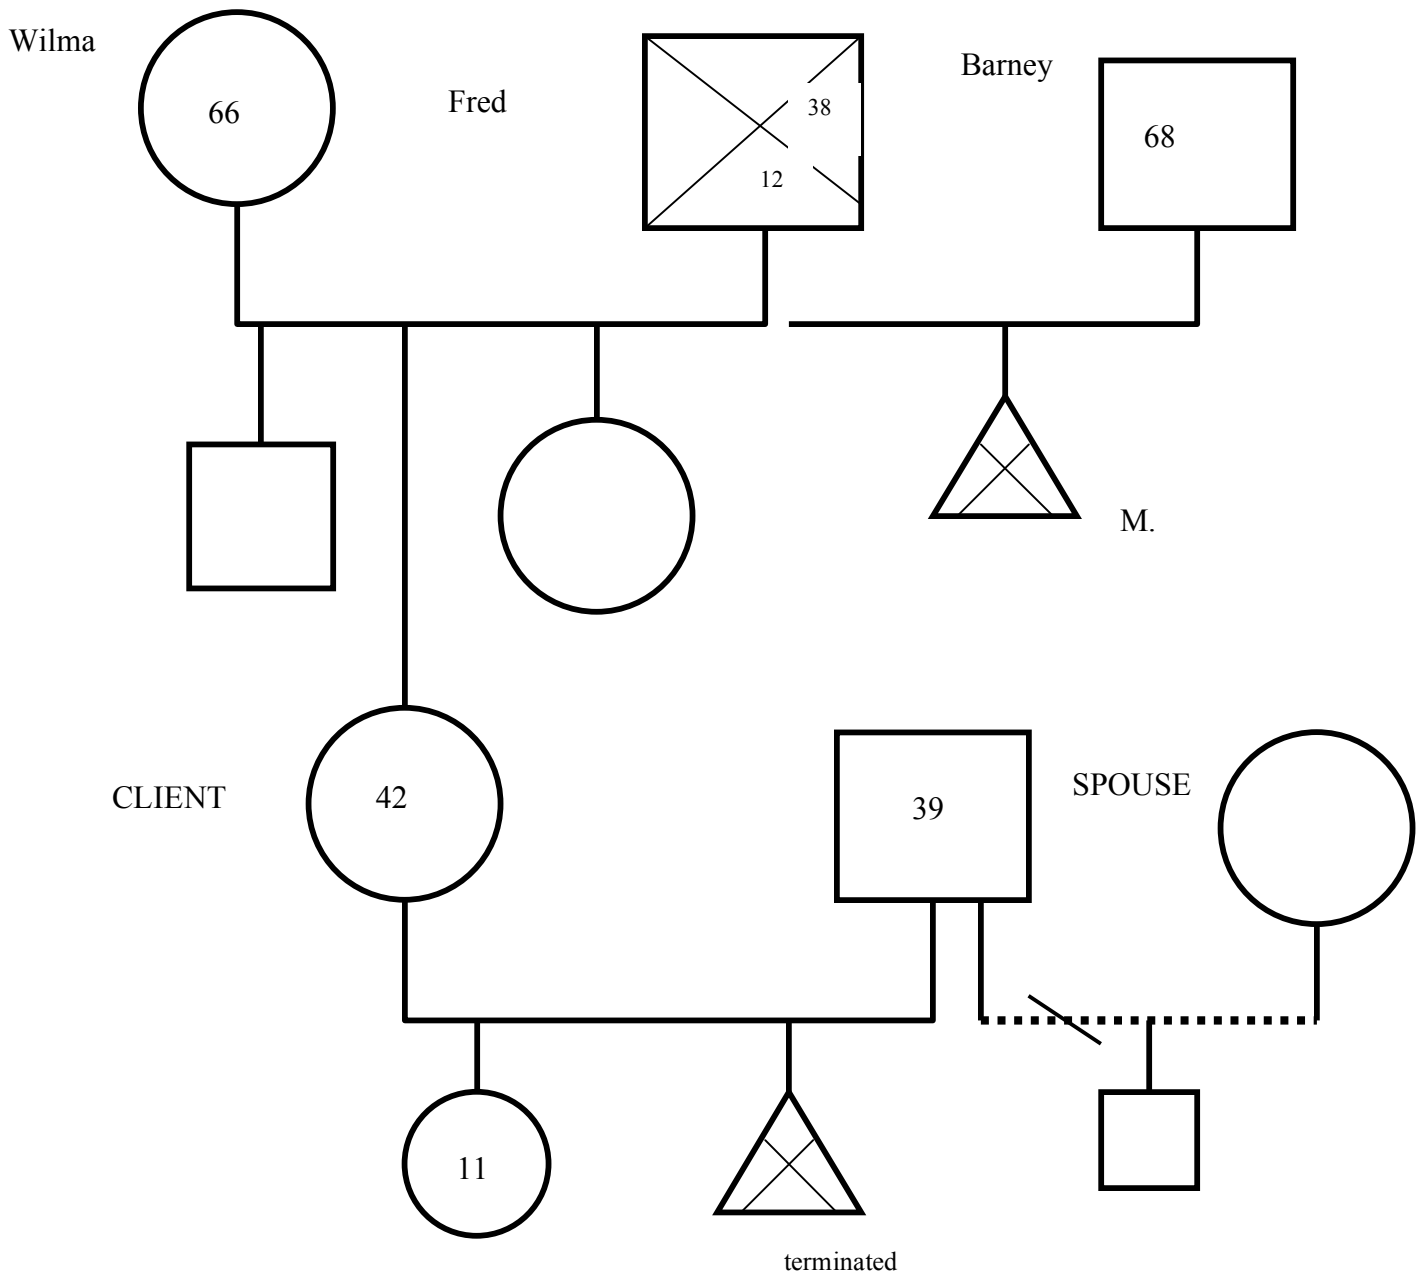 Wilma
66
Fred
38
12
Barney
68
M.
CLIENT
42
39
SPOUSE
11
terminated